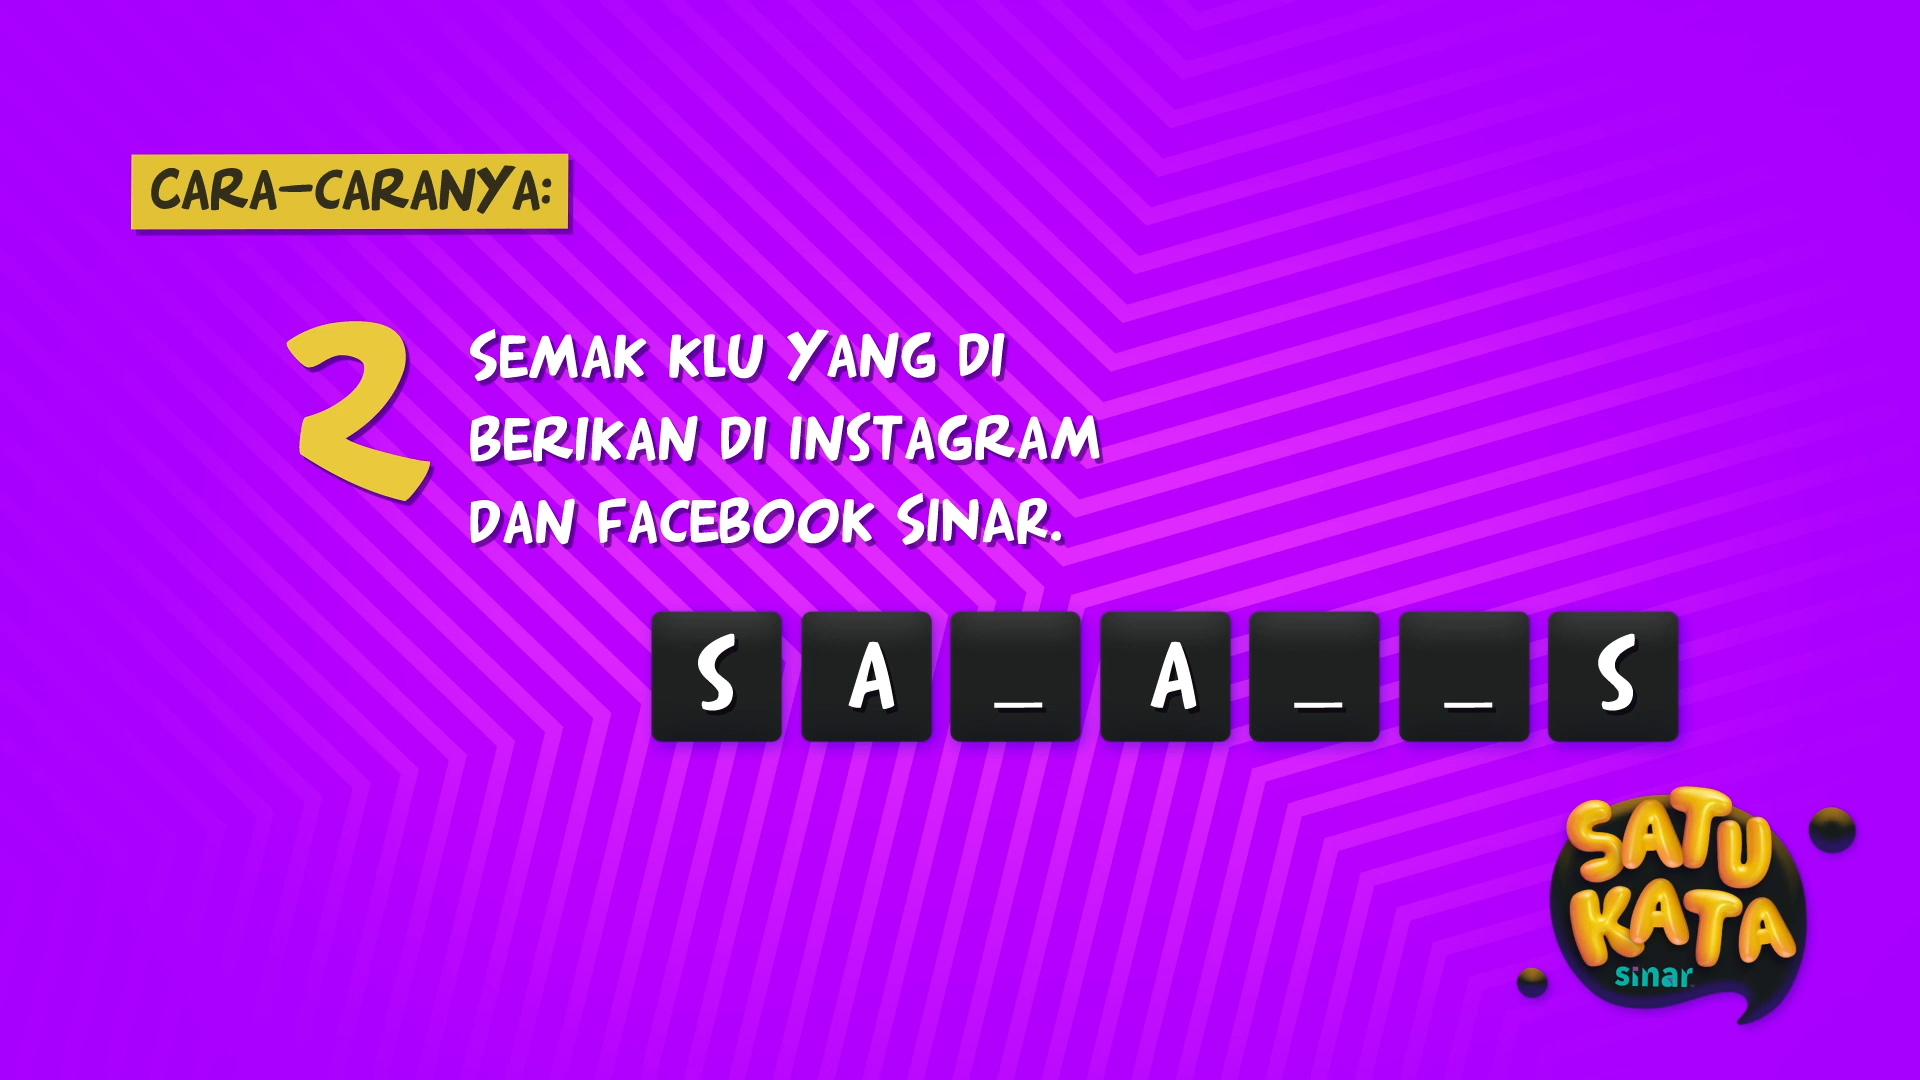 CARA-CARANYA:
2
SEMAK KLU YANG DI
BERIKAN DI INSTAGRAM
DAN FACEBOOK SINAR.
S A _ A _ _ S
SATU
KATA
sinar